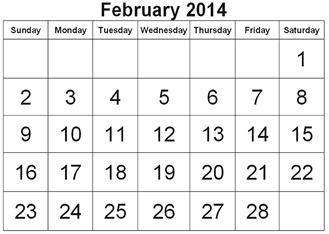 February 2014
Sunday Monday Tuesday Wednesday Thursday Friday Saturday
1
2 3 4 5 6 7 8
9 10 11 12 13 14 15
16 17 18 19 20 21 22
23 24 25 26 27 28